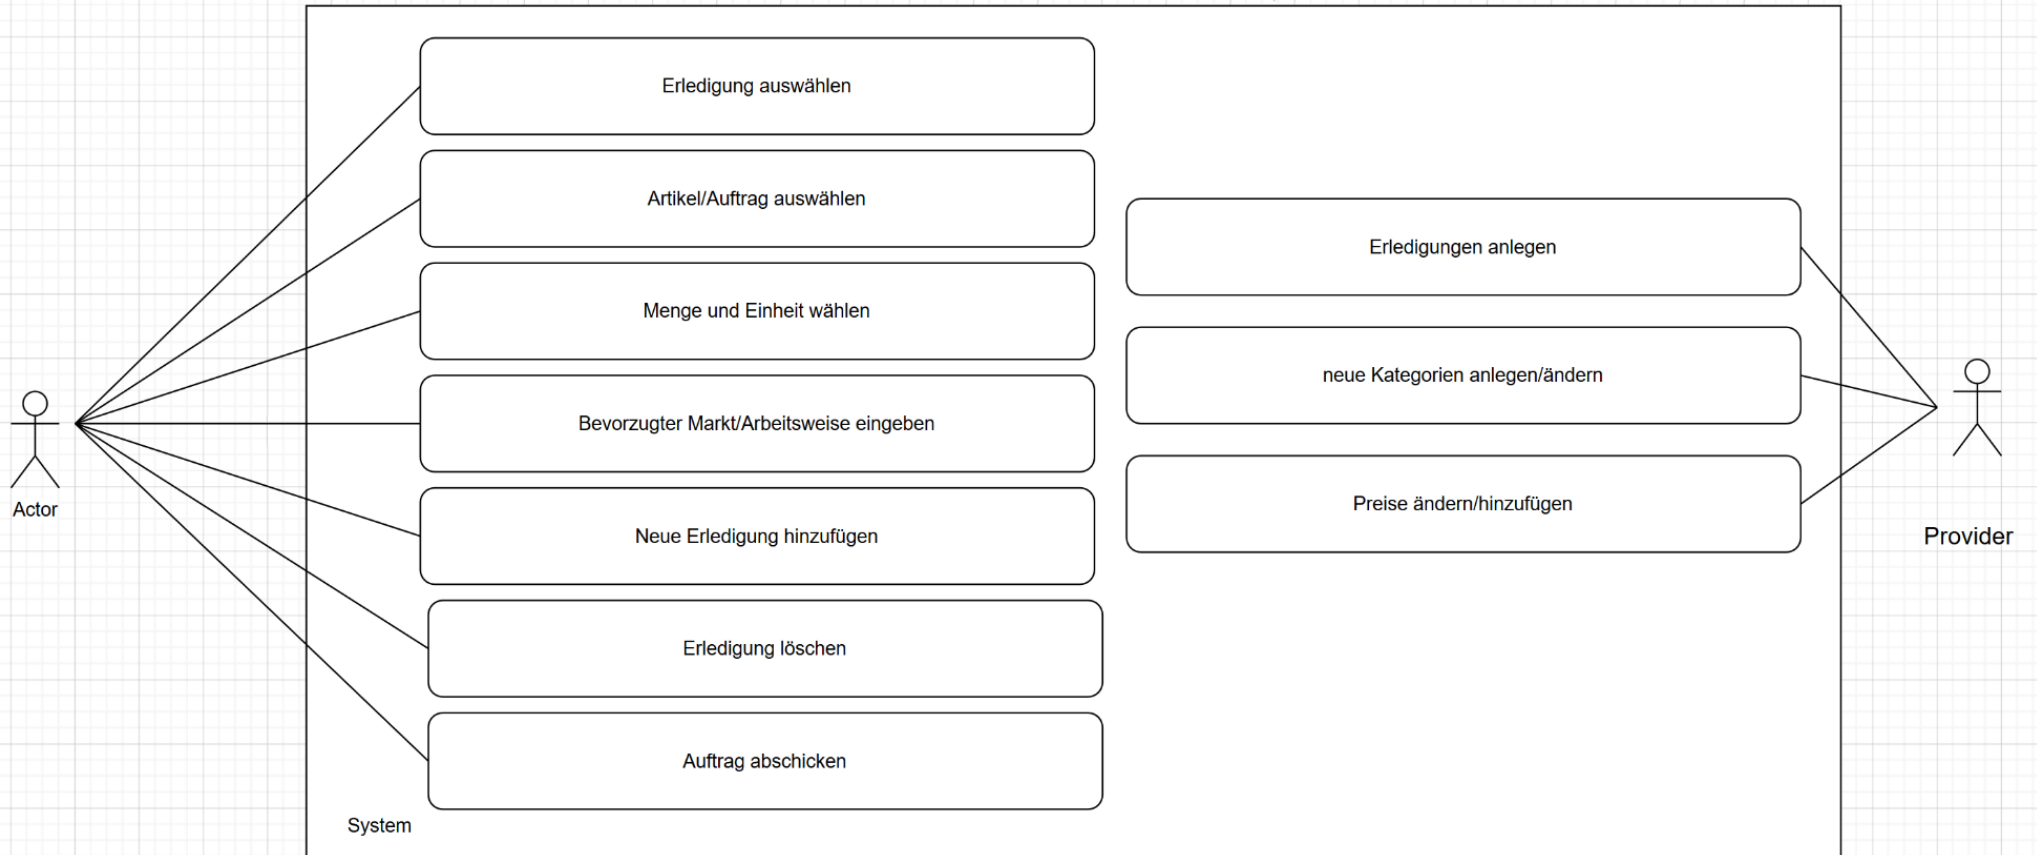 Erledigung auswählen
Artikel/Auftrag auswählen
Menge und Einheit wählen
Bevorzugter Markt/Arbeitsweise eingeben
Neue Erledigung hinzufügen
Erledigung löschen
Auftrag abschicken
Erledigungen anlegen
neue Kategorien anlegen/ändern
Preise ändern/hinzufügen
Actor
Provider
System